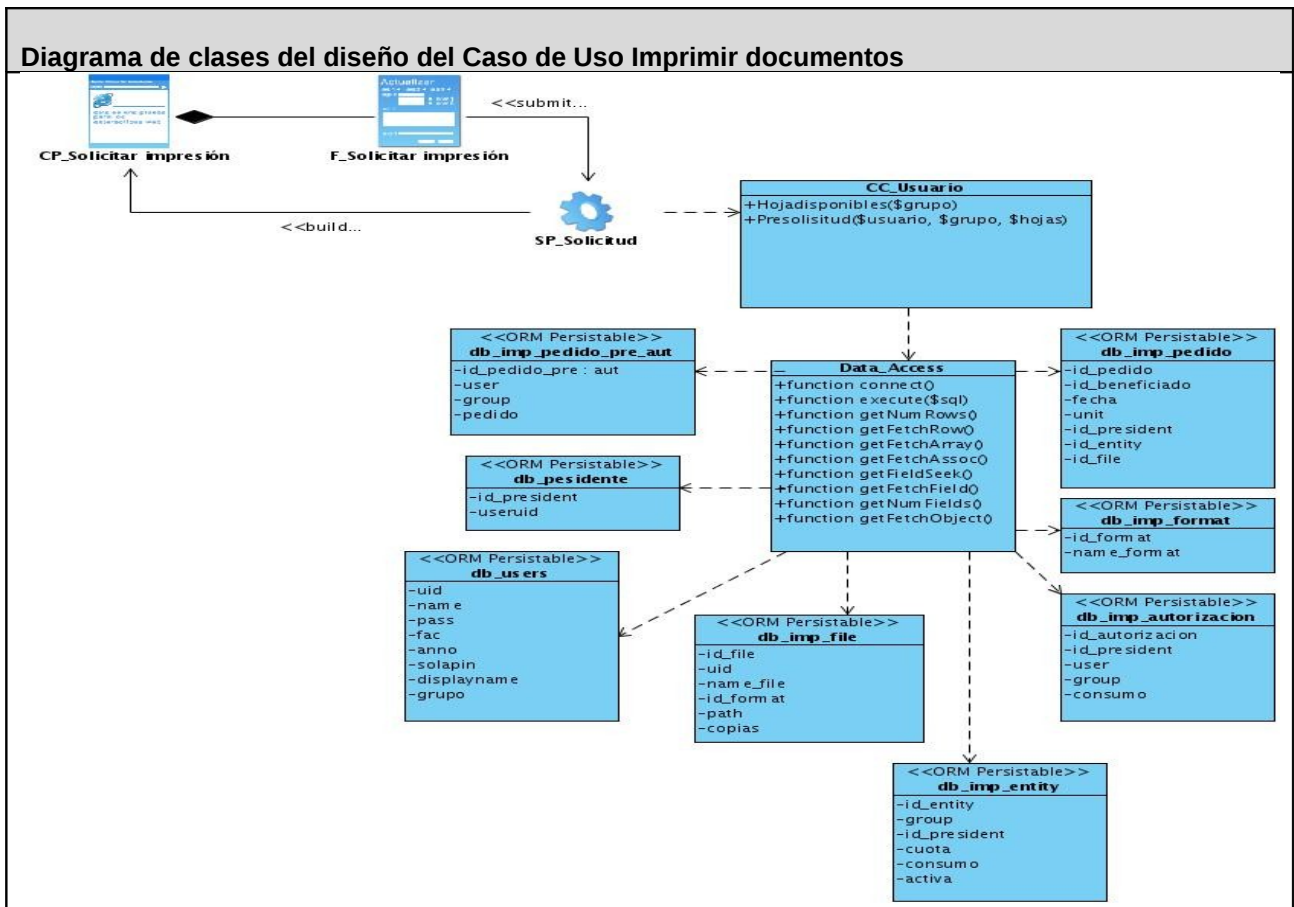 Diagrama de clases del diseño del Caso de Uso Imprimir documentos
Actualizar
<<submit...
CP_Solicitar impresión
F_Solicitar impresión
<<build...
SP_Solicitud
CC_Usuario
+Hojadisponibles($grupo)
+Presolisitud($usuario, $grupo, $hojas)
<<ORM Persistable>>
db_imp_pedido_pre_aut
-id_pedido_pre : aut
-user
-group
-pedido
Data_Access
+function connect()
+function execute($sql)
+function getNumRows()
+function getFetchRow()
+function getFetchArray()
+function getFetchAssoc()
+function getFieldSeek()
+function getFetchField()
+function getNumFields()
+function getFetchObject()
<<ORM Persistable>>
db_imp_pedido
-id_pedido
-id_beneficiado
-fecha
-unit
-id_president
-id_entity
-id_file
<<ORM Persistable>>
db_pesidente
-id_president
-useruid
<<ORM Persistable>>
db_imp_format
-id_format
-name_format
<<ORM Persistable>>
db_users
-uid
-name
-pass
-fac
-anno
-solapin
-displayname
-grupo
<<ORM Persistable>>
db_imp_file
-id_file
-uid
-name_file
-id_format
-path
-copias
<<ORM Persistable>>
db_imp_autorizacion
-id_autorizacion
-id_president
-user
-group
-consumo
<<ORM Persistable>>
db_imp_entity
-id_entity
-group
-id_president
-cuota
-consumo
-activa